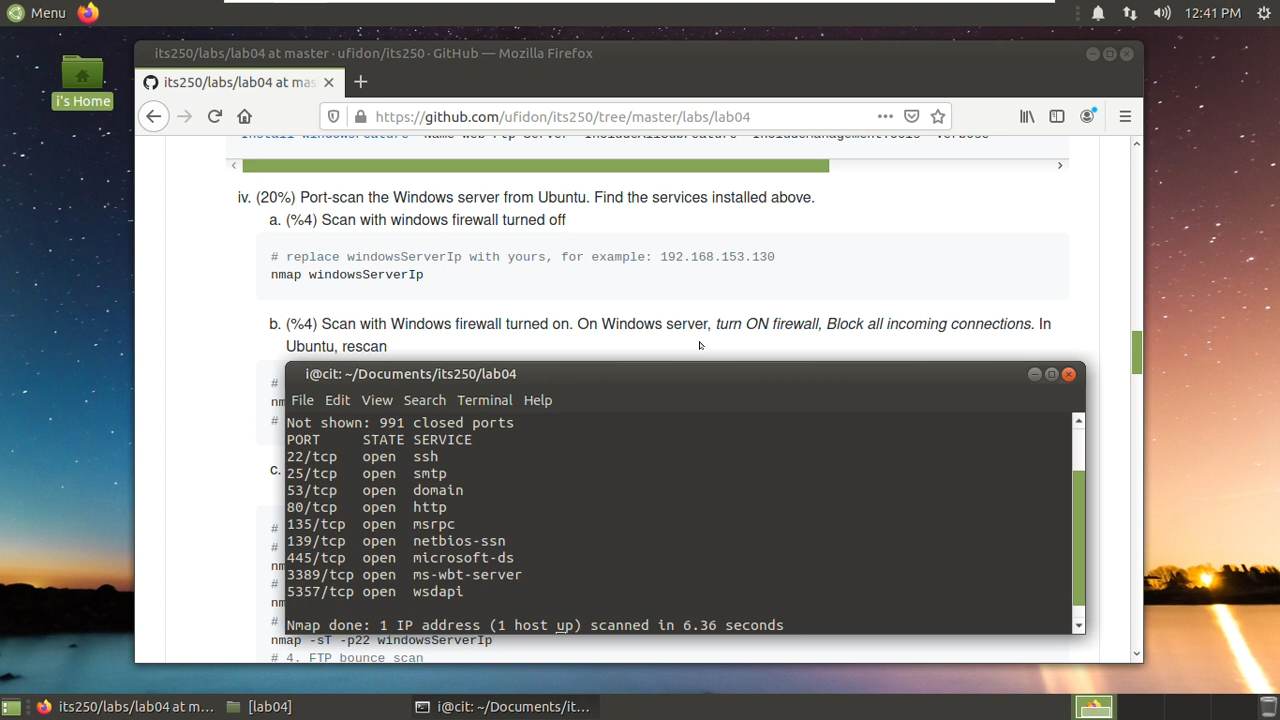 Menu
12:41 PM
i's Home
its250/labs/lab04 at master · ufidon/its250 · GitHub — Mozilla Firefox
its250/labs/lab04 at mas
https://github.com/ufidon/its250/tree/master/labs/lab04
iv. (20%) Port-scan the Windows server from Ubuntu. Find the services installed above.
a. (%4) Scan with windows firewall turned off
# replace windowsServerIp with yours, for example: 192.168.153.130
nmap windowsServerIp
b. (%4) Scan with Windows firewall turned on. On Windows server, turn ON firewall, Block all incoming connections. In
Ubuntu, rescan
#
nm
#
c.
#
#
nm
#
nm
#
i@cit: ~/Documents/its250/lab04
File Edit View Search Terminal Help
Not shown: 991 closed ports
PORT STATE SERVICE
22/tcp open ssh
25/tcp open smtp
53/tcp open domain
80/tcp open http
135/tcp open msrpc
139/tcp open netbios-ssn
445/tcp open microsoft-ds
3389/tcp open ms-wbt-server
5357/tcp open wsdapi
Nmap done: 1 IP address (1 host up) scanned in 6.36 seconds
nmap -sT -p22 windowsServerIp
# 4. FTP bounce scan
its250/labs/lab04 at m...
[lab04]
i@cit: ~/Documents/it...